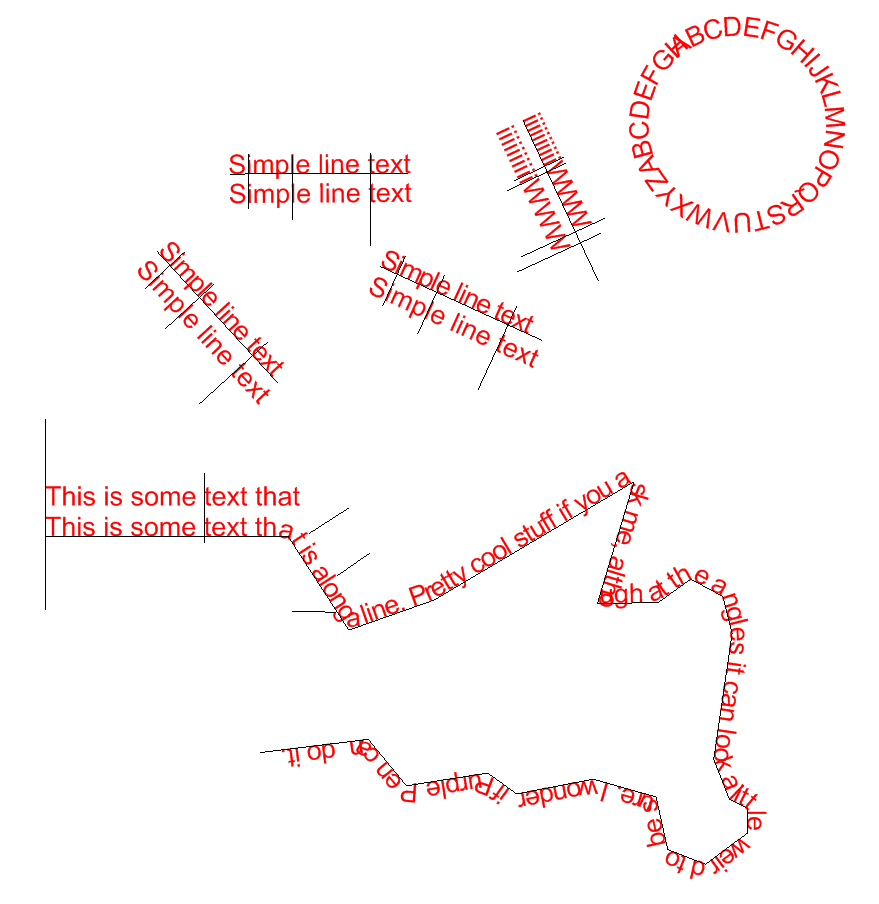 ABCDEFGHIJKLMNOPQRSTUVWXYZABCDEFGH
Simple line text
Simple line text
Simple line text
Simple line text
Simple line text
Simple line text
This is some text that
This is some text that is along a line. Pretty cool stuff if you ask me, although at the angles it can look a little weird to be sure. I wonder if Purple Pen can do it.